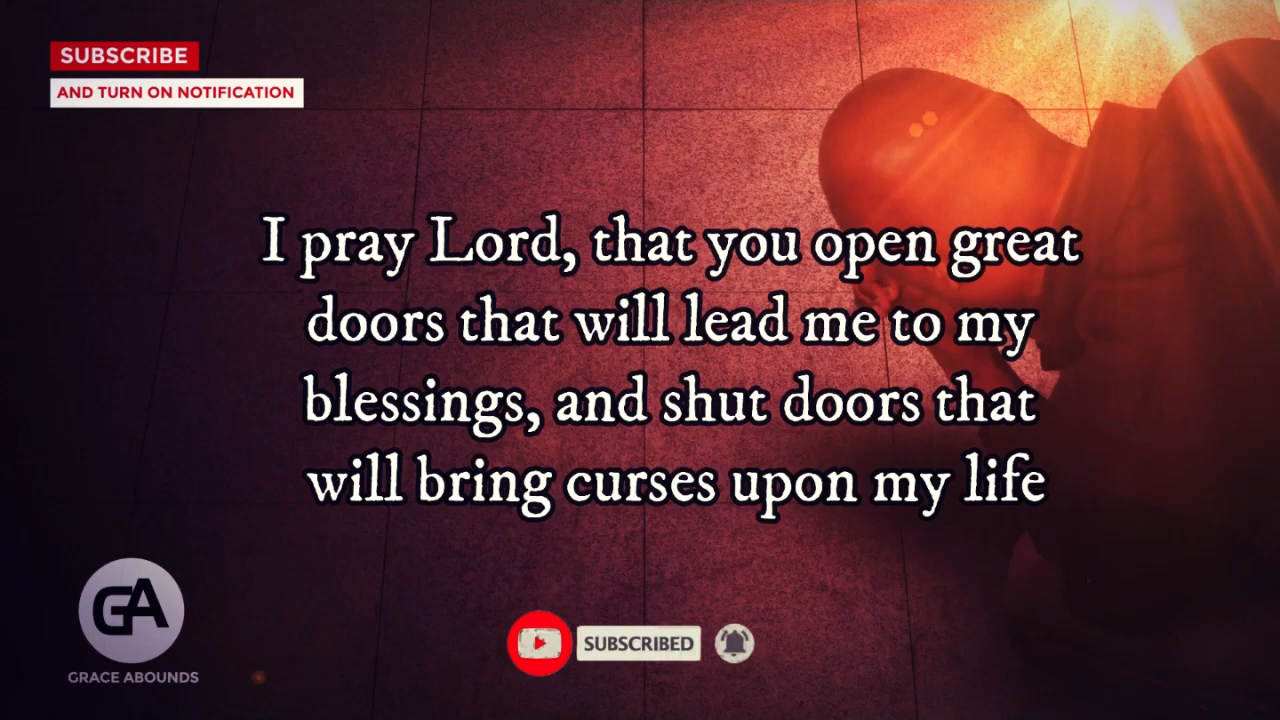 SUBSCRIBE
AND TURN ON NOTIFICATION
I pray Lord, that you open great
doors that will lead me to my
blessings, and shut doors that
will bring curses upon my life
GA
GRACE ABOUNDS
SUBSCRIBED